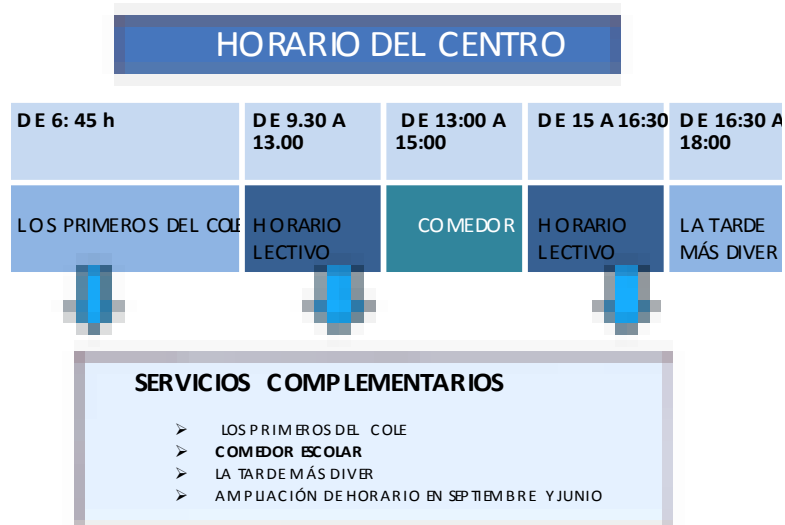 HORARIO DEL CENTRO
DE 6: 45 h
DE 9.30 A
13.00
DE 13:00 A
15:00
DE 15 A 16:30
DE 16:30 A
18:00
LOS PRIMEROS DEL COLE
HORARIO
LECTIVO
COMEDOR
HORARIO
LECTIVO
LA TARDE
MÁS DIVER
SERVICIOS COMPLEMENTARIOS
➢ LOS PRIMEROS DEL COLE
➢ COMEDOR ESCOLAR
➢ LA TARDE MÁS DIVER
➢ AMPLIACIÓN DE HORARIO EN SEPTIEMBRE Y JUNIO